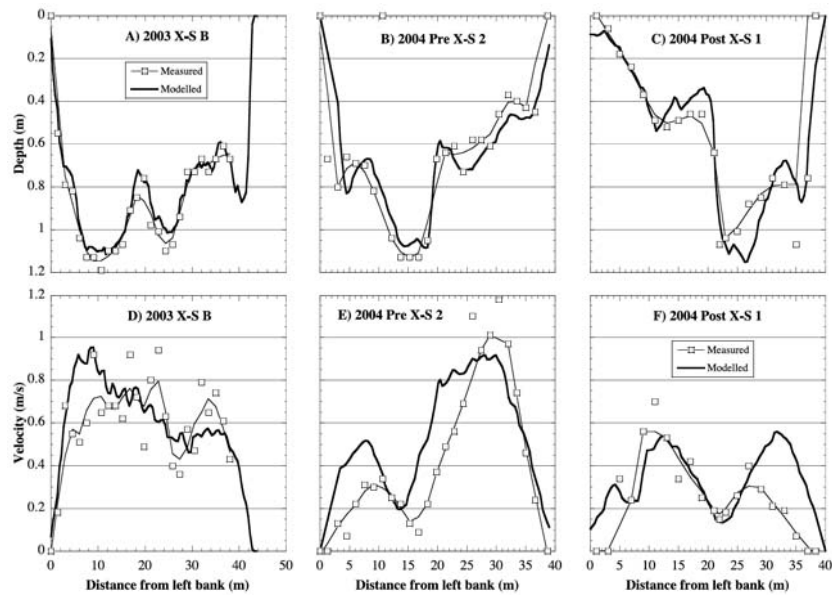 A) 2003 X-S B
B) 2004 Pre X-S 2
C) 2004 Post X-S 1
Measured
Modelled
Depth (m)
0
0.2
0.4
0.6
0.8
1
1.2
D) 2003 X-S B
E) 2004 Pre X-S 2
F) 2004 Post X-S 1
Measured
Modelled
Velocity (m/s)
1.2
1
0.8
0.6
0.4
0.2
0
0 10 20 30 40 50
0 5 10 15 20 25 30 35 40
0 5 10 15 20 25 30 35 40
Distance from left bank (m)
Distance from left bank (m)
Distance from left bank (m)